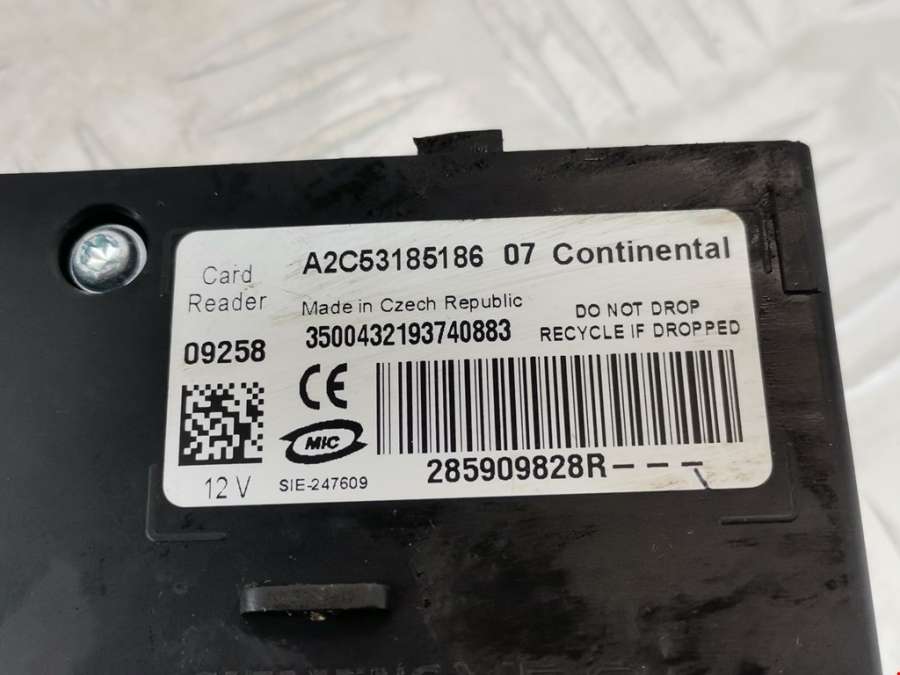 Card
Reader
09258
12 V
A2C53185186 07 Continental
Made in Czech Republic
3500432193740883
DO NOT DROP
RECYCLE IF DROPPED
CE
MIC
SIE-247609
285909828R---